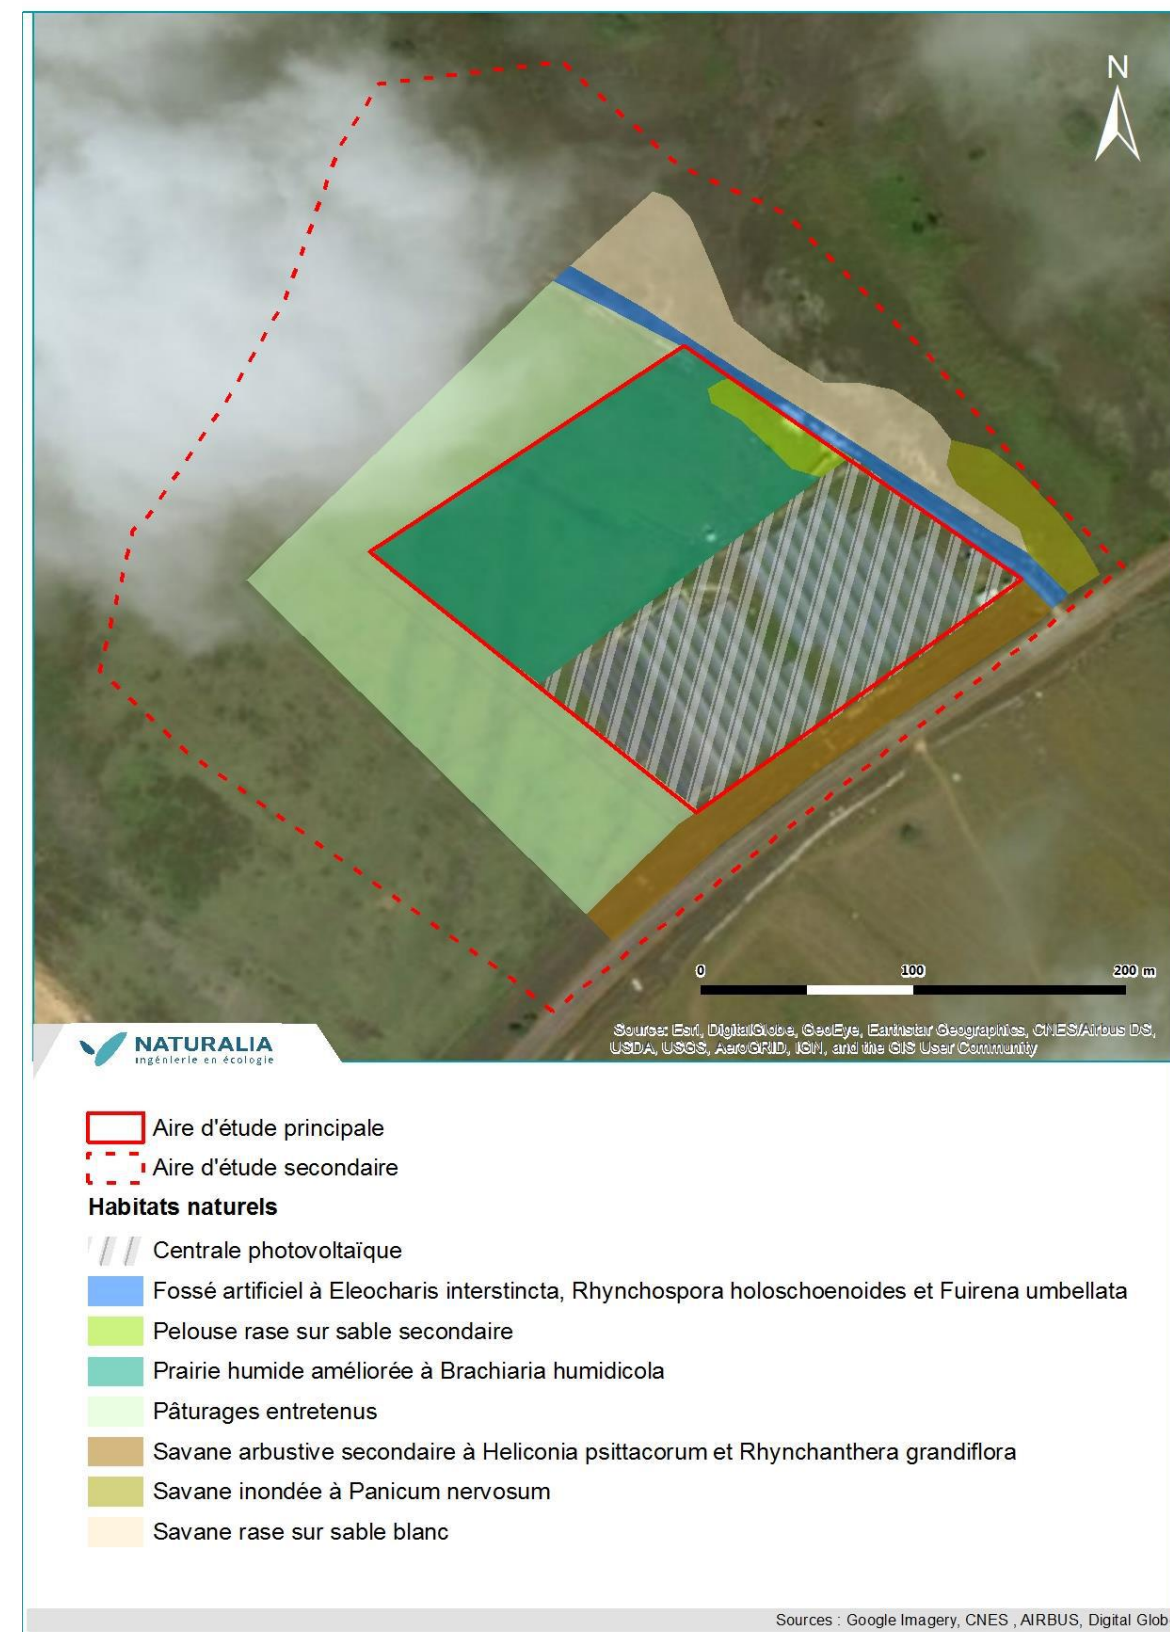 N
0 100 200 m
Source: Esri, DigitalGlobe, GeoEye, Earthstar Geographics, CNES/Airbus DS,
USDA, USGS, AeroGRID, IGN, and the GIS User Community
NATURALIA
Ingénierie en écologie
Aire d'étude principale
Aire d'étude secondaire
Habitats naturels
Centrale photovoltaïque
Fossé artificiel à Eleocharis interstincta, Rhynchospora holoschoenoides et Fuirena umbellata
Pelouse rase sur sable secondaire
Prairie humide améliorée à Brachiaria humidicola
Pâturages entretenus
Savane arbustive secondaire à Heliconia psittacorum et Rhynchanthera grandiflora
Savane inondée à Panicum nervosum
Savane rase sur sable blanc
Sources : Google Imagery, CNES , AIRBUS, Digital Glob